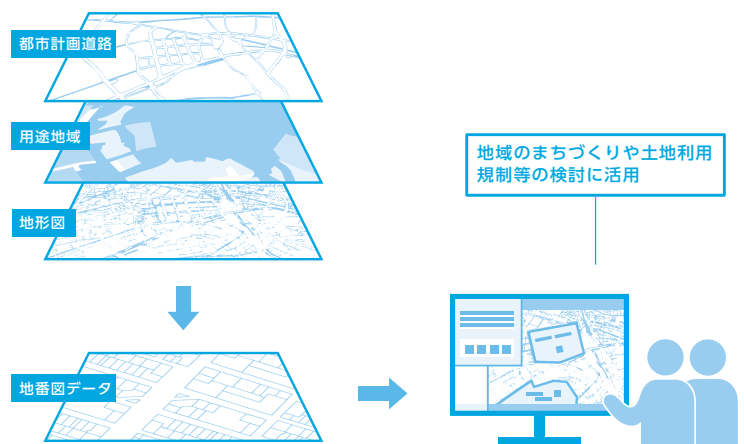 都市計画道路
用途地域
地形図
地域のまちづくりや土地利用
規制等の検討に活用
地番図データ